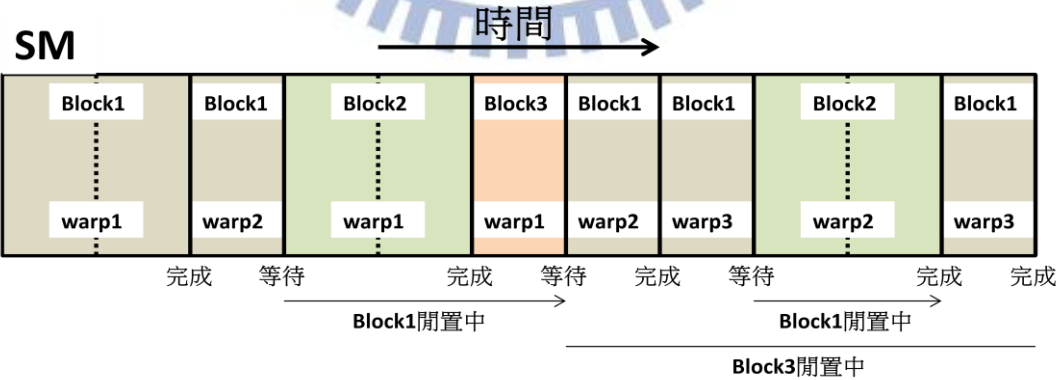 時間
SM
Block1 Block1 Block2 Block3 Block1 Block1 Block2 Block1
warp1 warp2 warp1 warp1 warp2 warp3 warp2 warp3
完成 等待 完成 等待 完成 等待 完成 完成
Block1閒置中 Block1閒置中
Block3閒置中